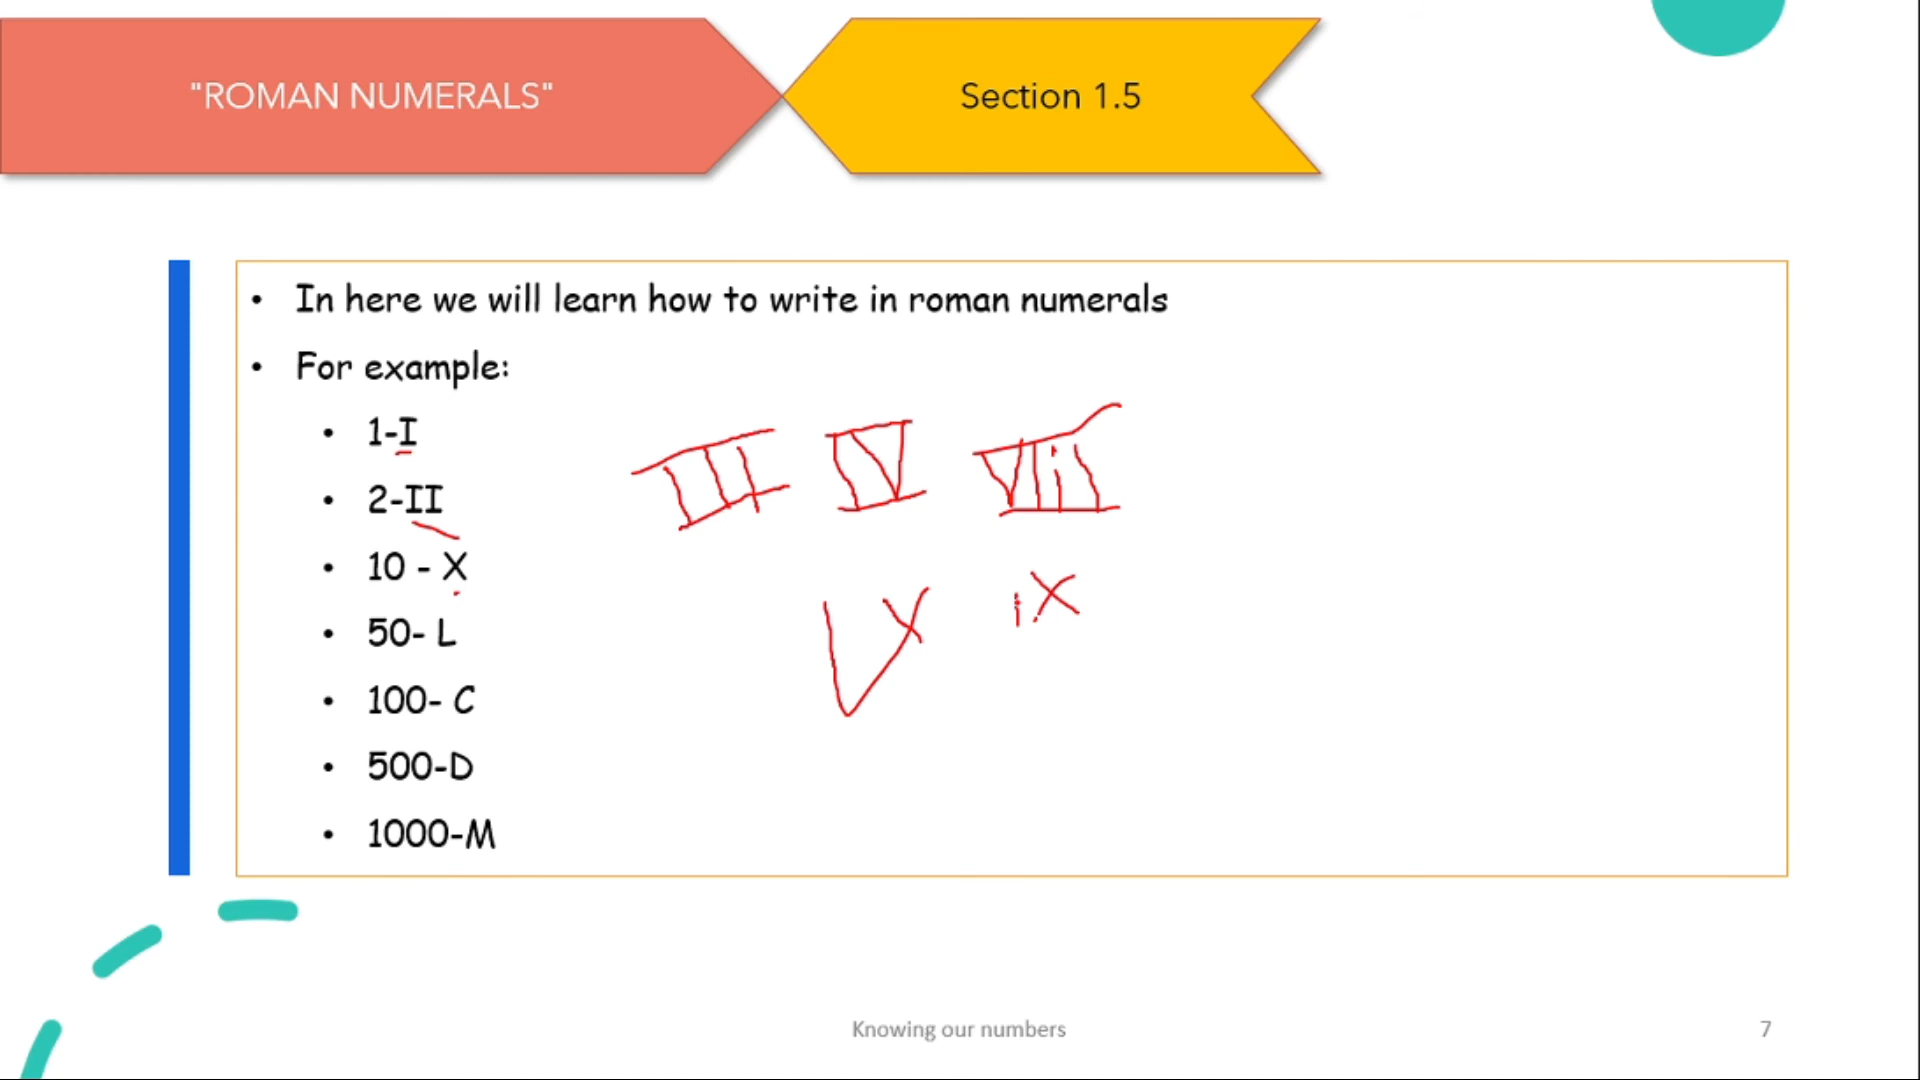 "ROMAN NUMERALS"
Section 1.5
• In here we will learn how to write in roman numerals
• For example:
• 1-I
• 2-II
• 10 - X
• 50- L
• 100- C
• 500-D
• 1000-M
III IV VIII
iX
Knowing our numbers
7